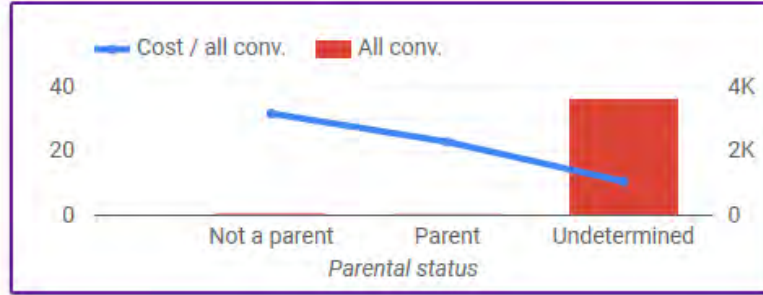 Cost / all conv. All conv.
40 4K
20 2K
0 0
Not a parent Parent Undetermined
Parental status